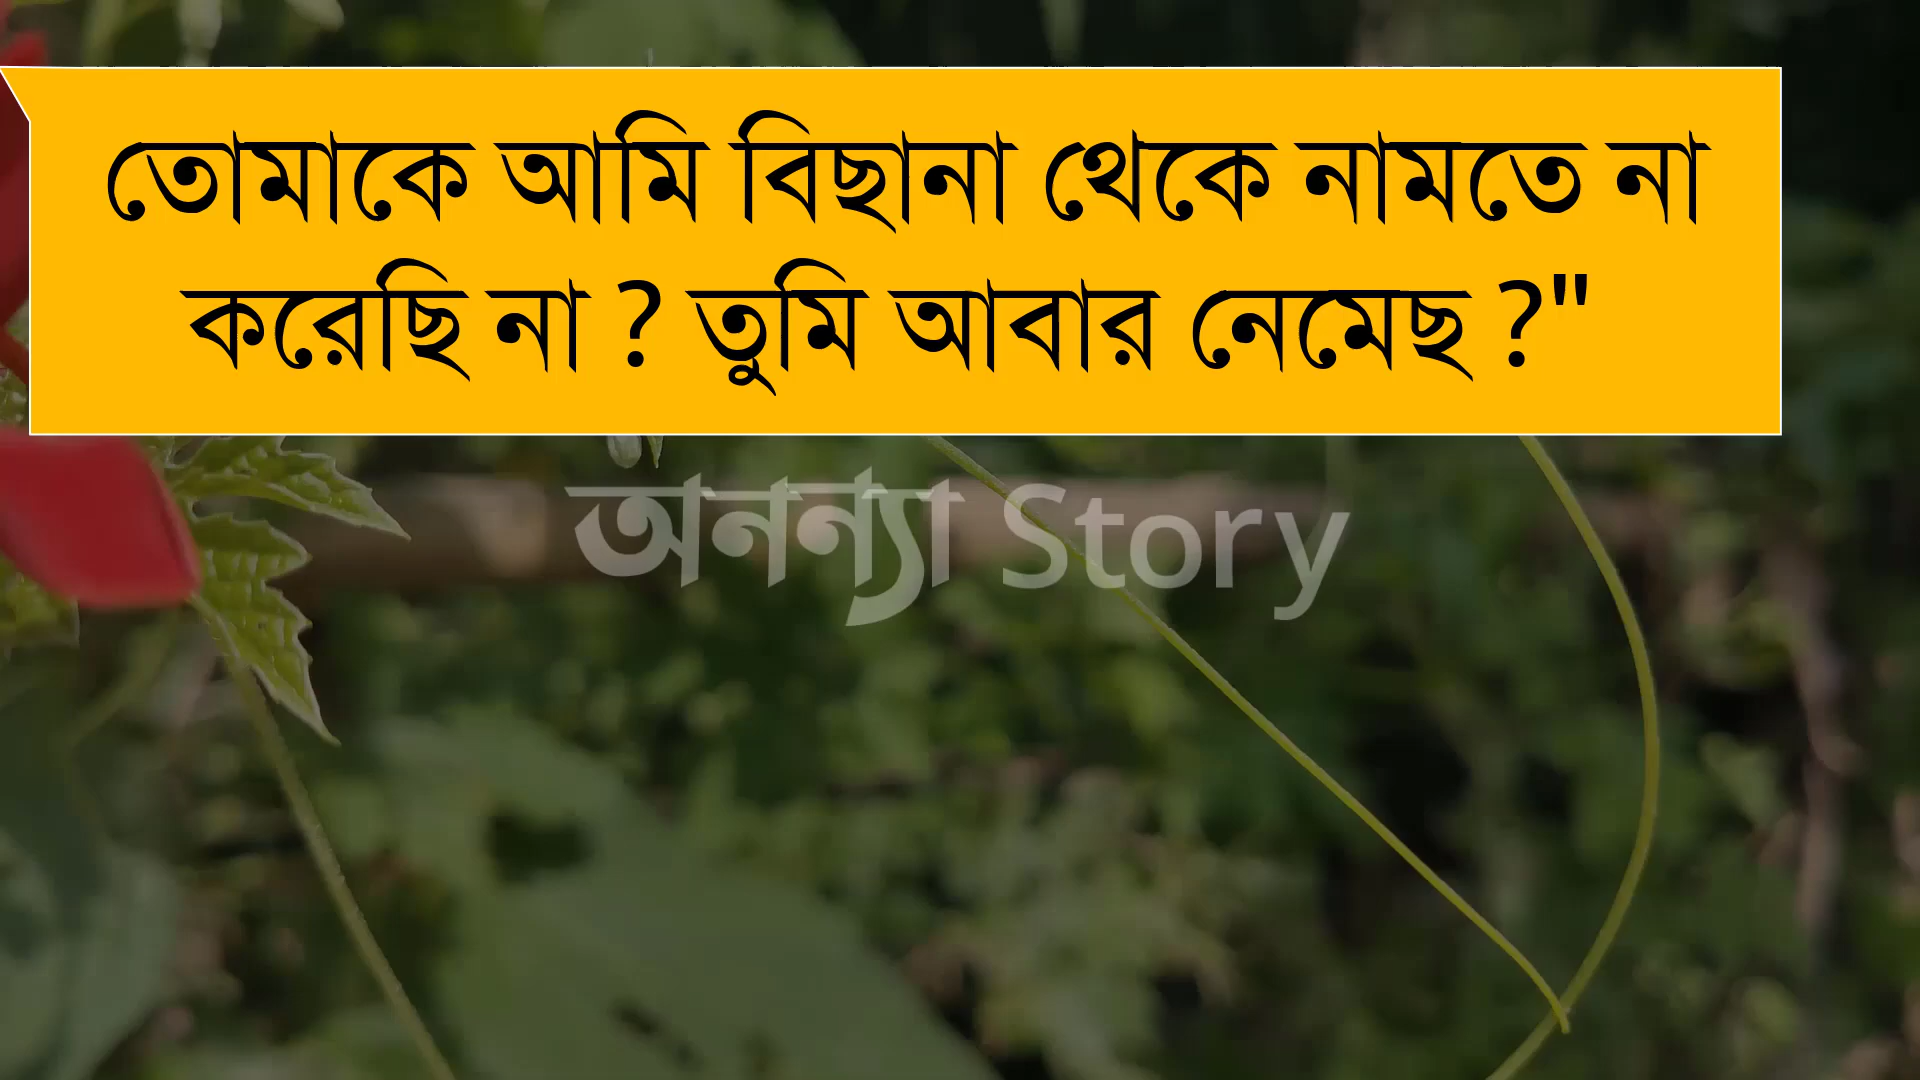 তোমাকে আমি বিছানা থেকে নামতে না
করেছি না ? তুমি আবার নেমেছ ?"
অনন্যা Story